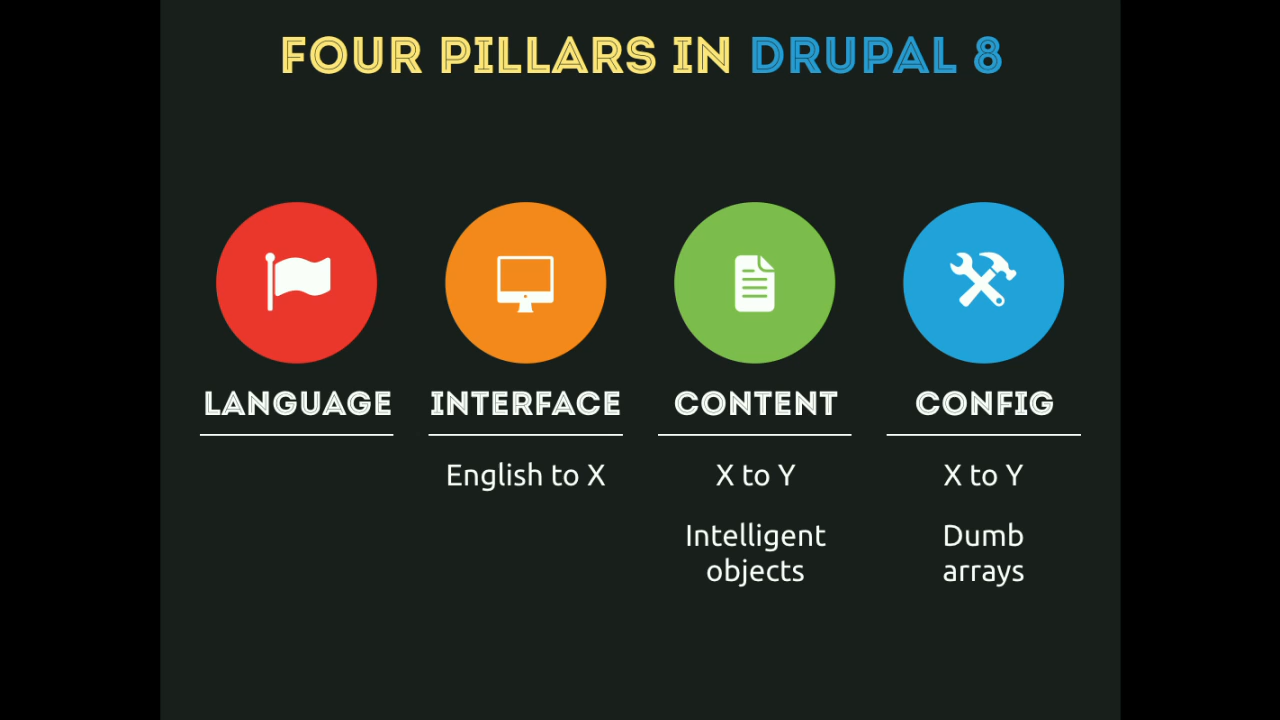 FOUR PILLARS IN DRUPAL 8
LANGUAGE
INTERFACE
English to X
CONTENT
X to Y
Intelligent
objects
CONFIG
X to Y
Dumb
arrays